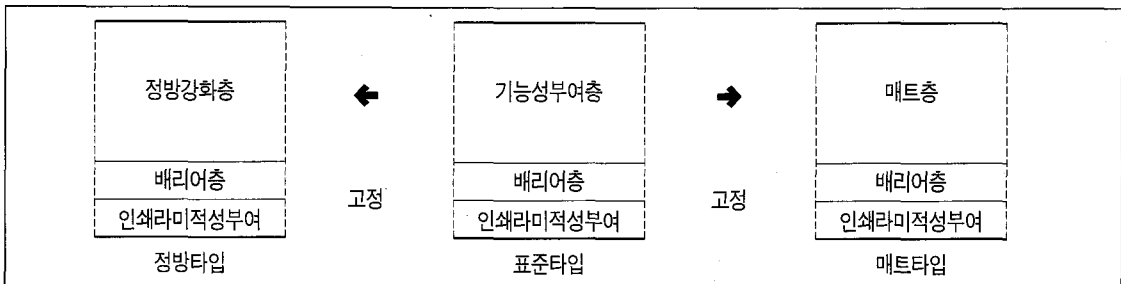 정방강화층 ← 기능성부여층 → 매트층
배리어층 고정 배리어층 고정 배리어층
인쇄라미적성부여 인쇄라미적성부여 인쇄라미적성부여
정방타입 표준타입 매트타입